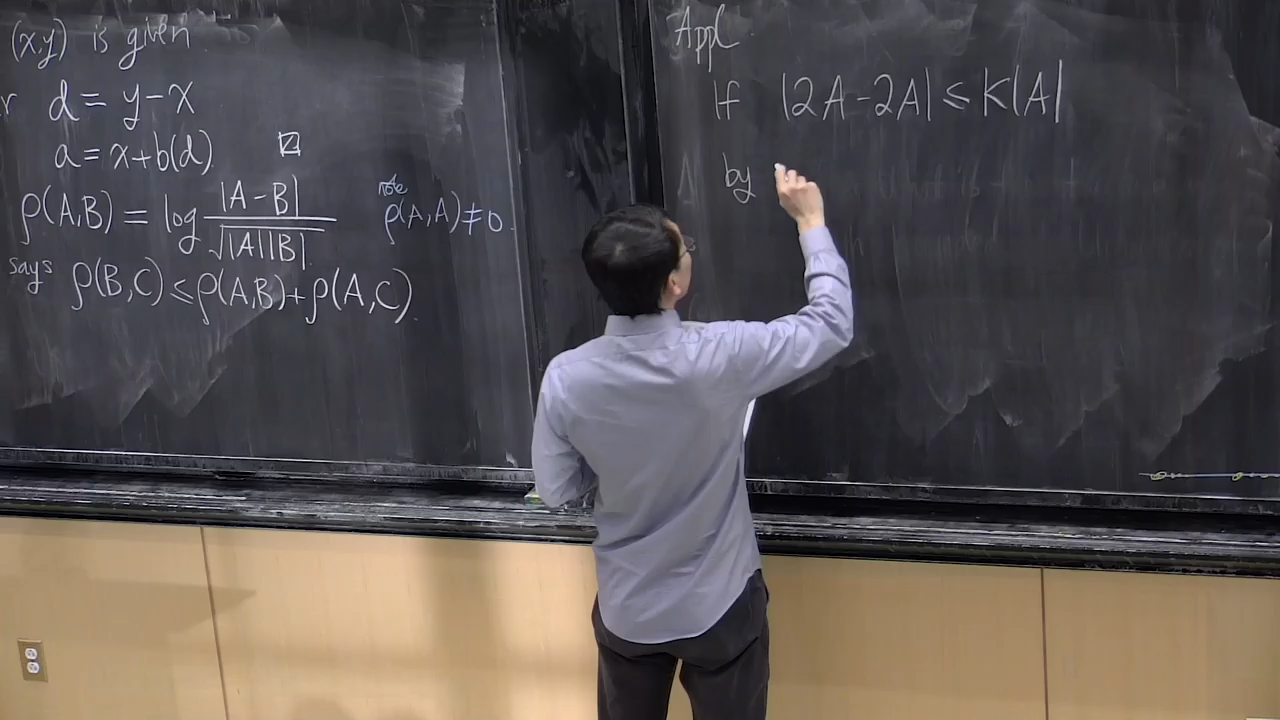 (x,y) is given
r d = y-x
a = x+b(d).
ρ(A,B) = log |A-B| / √|A||B|
note
ρ(A,A) ≠ 0.
says ρ(B,C) ≤ ρ(A,B)+ρ(A,C).
Appl.
If |2A-2A| ≤ K|A|
by